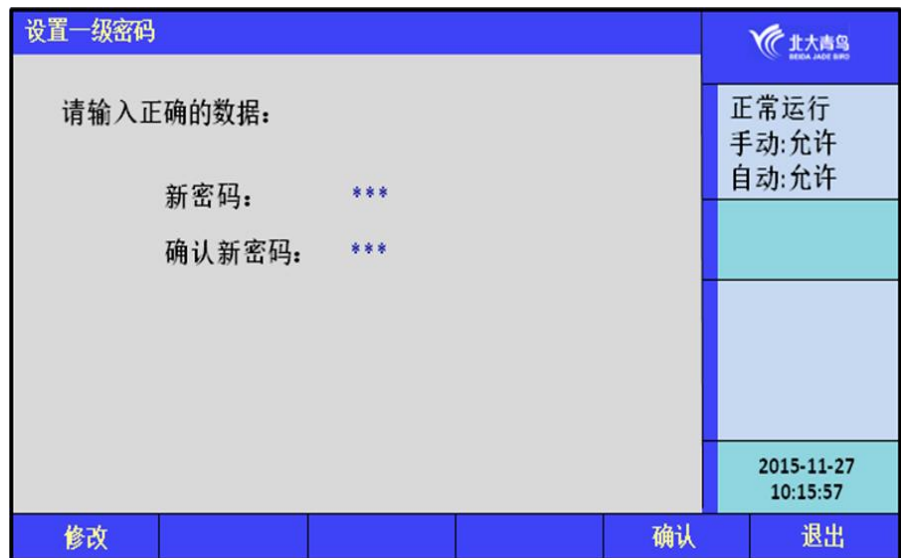 设置一级密码
北大青鸟
BEIDA JADE BIRD
请输入正确的数据：
新密码： ***
确认新密码： ***
正常运行
手动:允许
自动:允许
2015-11-27
10:15:57
修改 确认 退出